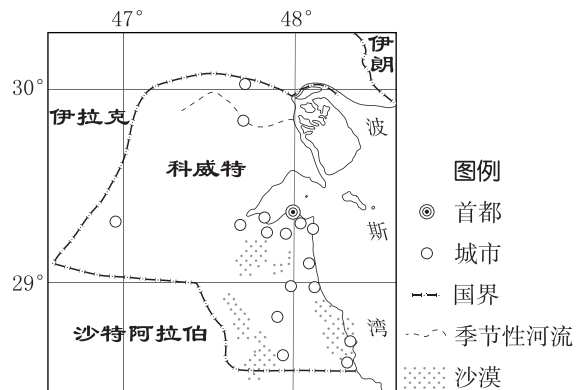 47° 48°
伊朗
30°
伊拉克
波斯湾
科威特
29°
沙特阿拉伯
图例
首都
城市
国界
季节性河流
沙漠